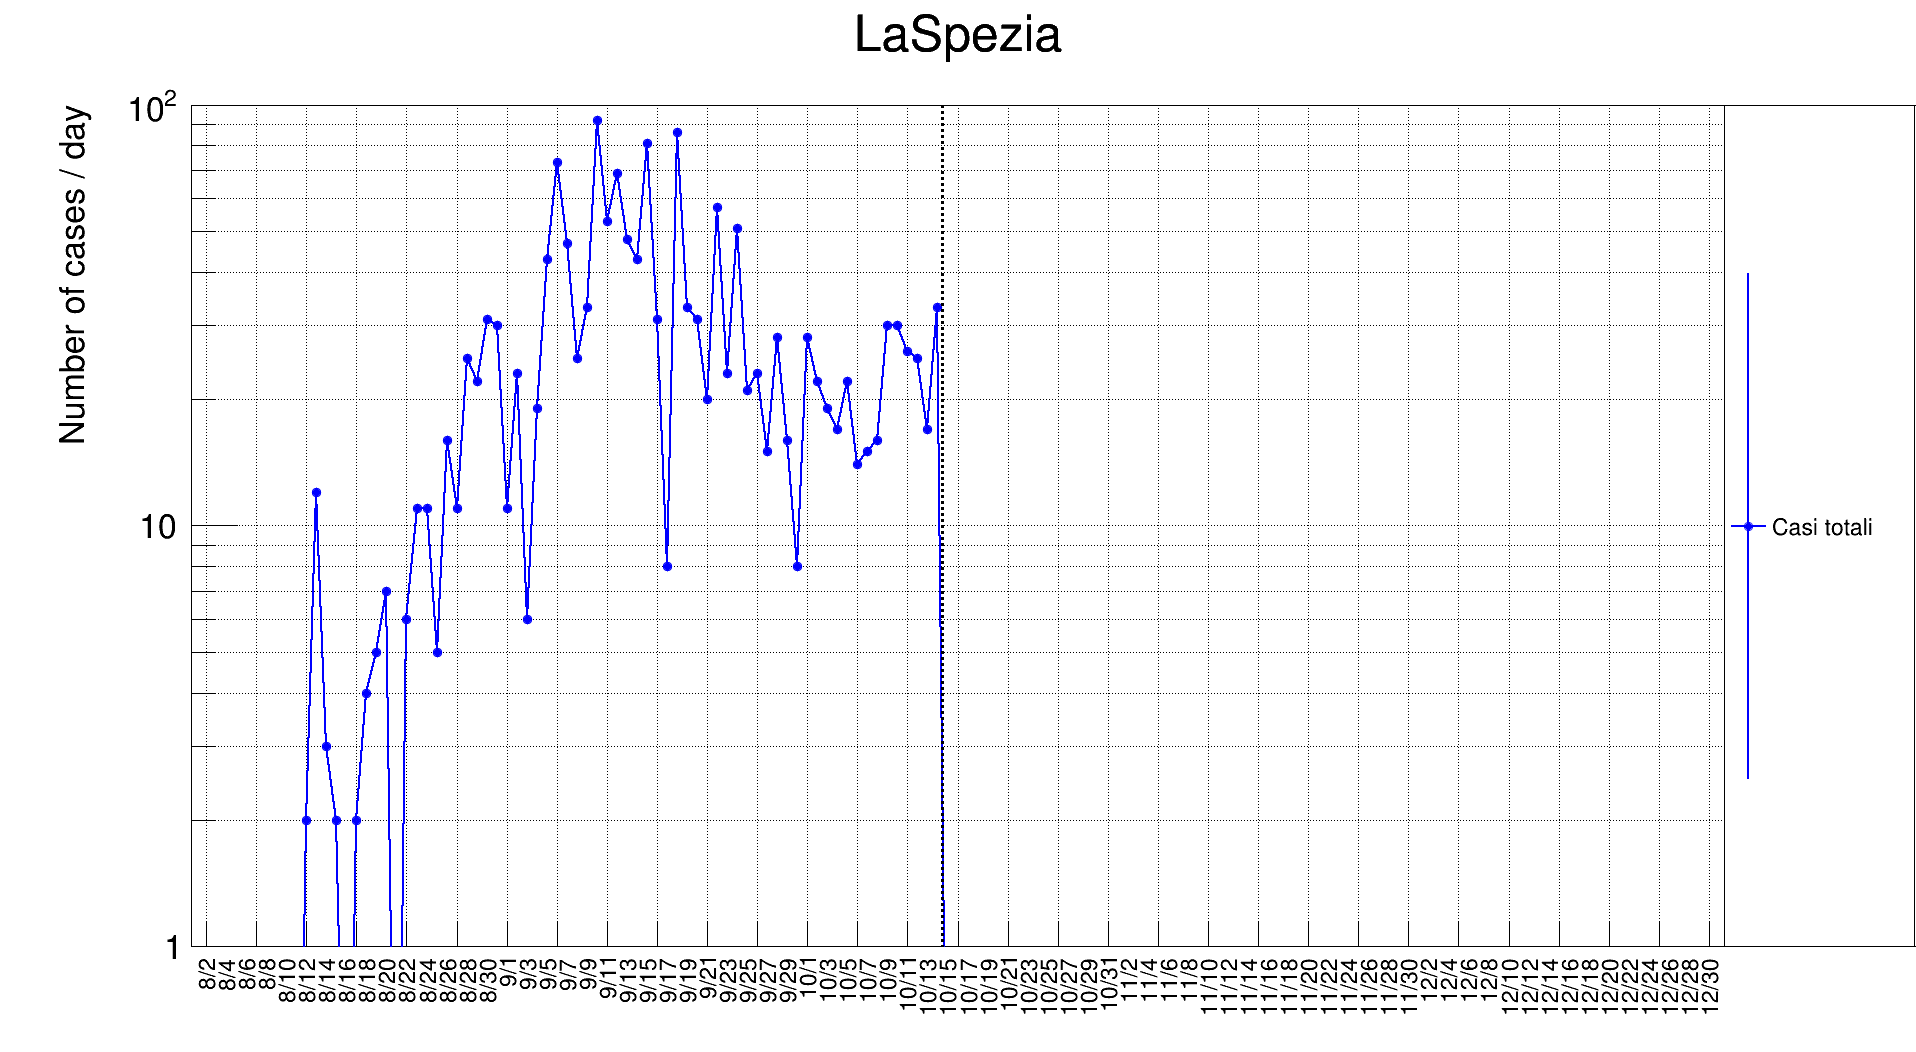 LaSpezia
Number of cases / day
10²
10
1
8/2 8/4 8/6 8/8 8/10 8/12 8/14 8/16 8/18 8/20 8/22 8/24 8/26 8/28 8/30 9/1 9/3 9/5 9/7 9/9 9/11 9/13 9/15 9/17 9/19 9/21 9/23 9/25 9/27 9/29 10/1 10/3 10/5 10/7 10/9 10/11 10/13 10/15 10/17 10/19 10/21 10/23 10/25 10/27 10/29 10/31 11/2 11/4 11/6 11/8 11/10 11/12 11/14 11/16 11/18 11/20 11/22 11/24 11/26 11/28 11/30 12/2 12/4 12/6 12/8 12/10 12/12 12/14 12/16 12/18 12/20 12/22 12/24 12/26 12/28 12/30
Casi totali